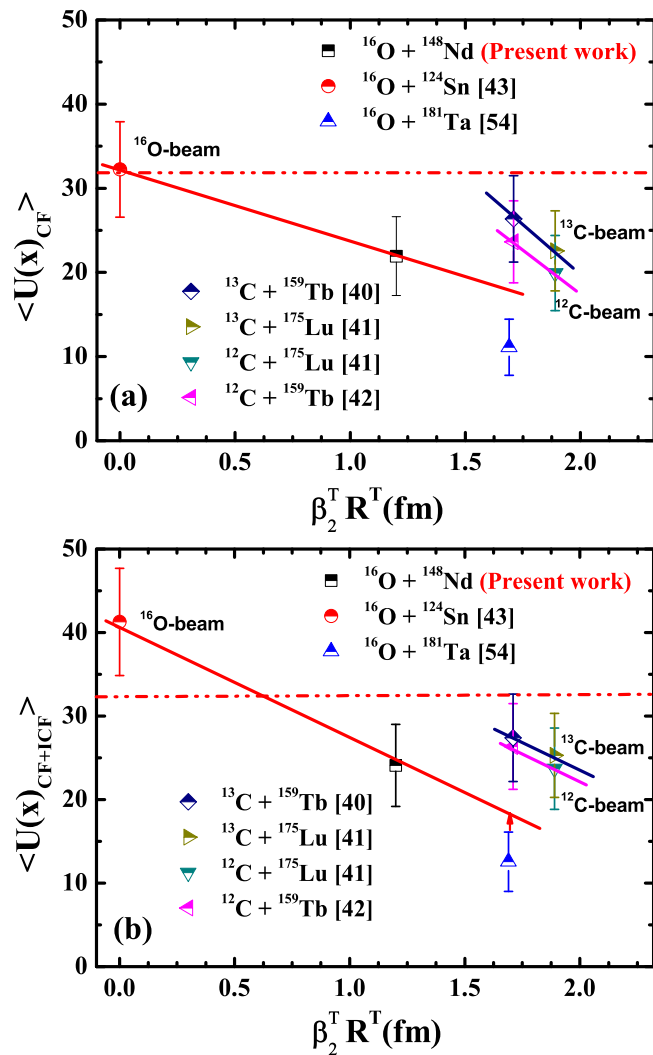 50
40
30
20
10
0
<U(x)CF>
¹⁶O + ¹⁴⁸Nd (Present work)
¹⁶O + ¹²⁴Sn [43]
¹⁶O + ¹⁸¹Ta [54]
¹⁶O-beam
¹³C-beam
¹²C-beam
¹³C + ¹⁵⁹Tb [40]
¹³C + ¹⁷⁵Lu [41]
¹²C + ¹⁷⁵Lu [41]
¹²C + ¹⁵⁹Tb [42]
(a)
0.0 0.5 1.0 1.5 2.0
β₂ᵀ Rᵀ(fm)
50
40
30
20
10
0
<U(x)CF+ICF>
¹⁶O + ¹⁴⁸Nd (Present work)
¹⁶O + ¹²⁴Sn [43]
¹⁶O + ¹⁸¹Ta [54]
¹⁶O-beam
¹³C-beam
¹²C-beam
¹³C + ¹⁵⁹Tb [40]
¹³C + ¹⁷⁵Lu [41]
¹²C + ¹⁷⁵Lu [41]
¹²C + ¹⁵⁹Tb [42]
(b)
0.0 0.5 1.0 1.5 2.0
β₂ᵀ Rᵀ(fm)